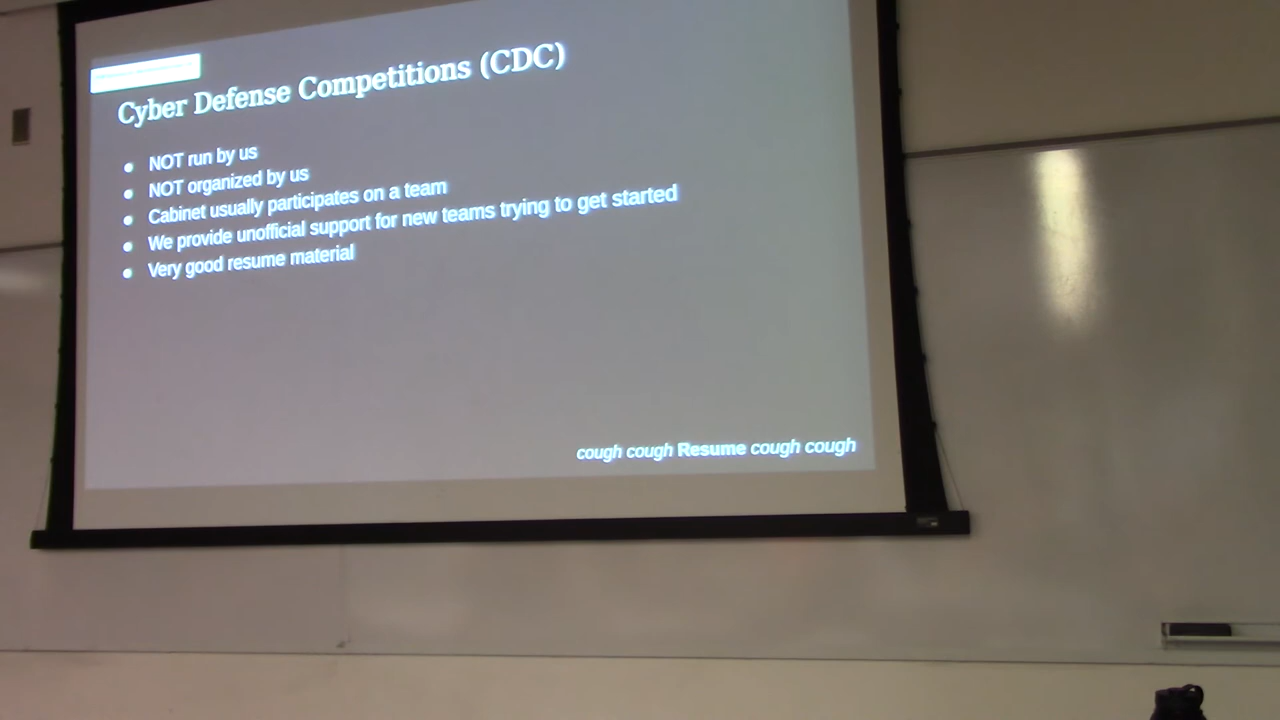 Cyber Defense Competitions (CDC)
NOT run by us
NOT organized by us
Cabinet usually participates on a team
We provide unofficial support for new teams trying to get started
Very good resume material
cough cough Resume cough cough